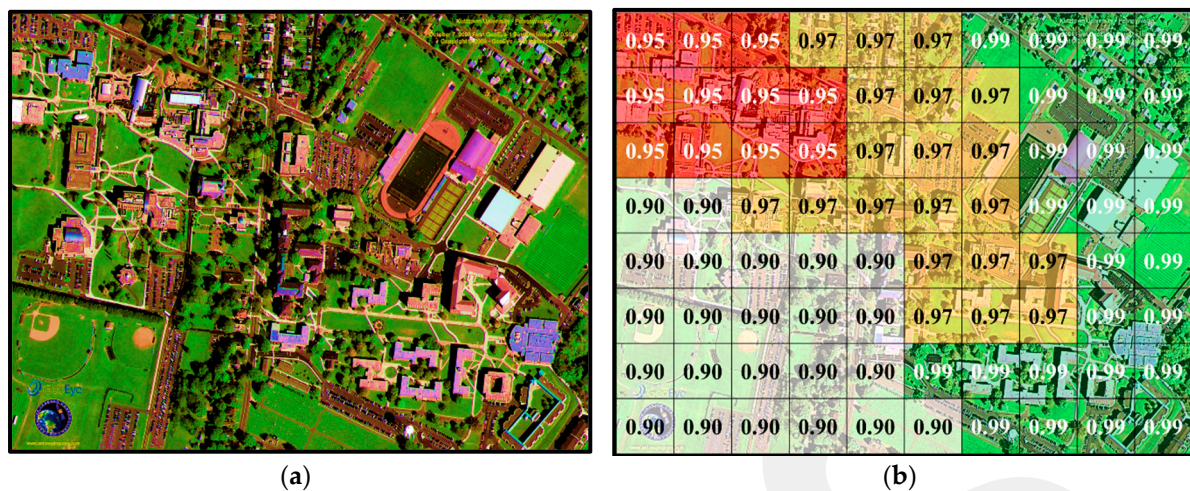 Kutztown University - Pennsylvania
0.95 0.95 0.95 0.97 0.97 0.97 0.99 0.99 0.99 0.99
0.95 0.95 0.95 0.95 0.97 0.97 0.97 0.99 0.99 0.99
0.95 0.95 0.95 0.95 0.97 0.97 0.97 0.99 0.99 0.99
0.90 0.90 0.97 0.97 0.97 0.97 0.97 0.99 0.99 0.99
0.90 0.90 0.90 0.90 0.90 0.97 0.97 0.97 0.99 0.99
0.90 0.90 0.90 0.90 0.90 0.97 0.97 0.97 0.99 0.99
0.90 0.90 0.90 0.90 0.90 0.99 0.99 0.99 0.99 0.99
0.90 0.90 0.90 0.90 0.90 0.90 0.99 0.99 0.99 0.99
(a)
(b)